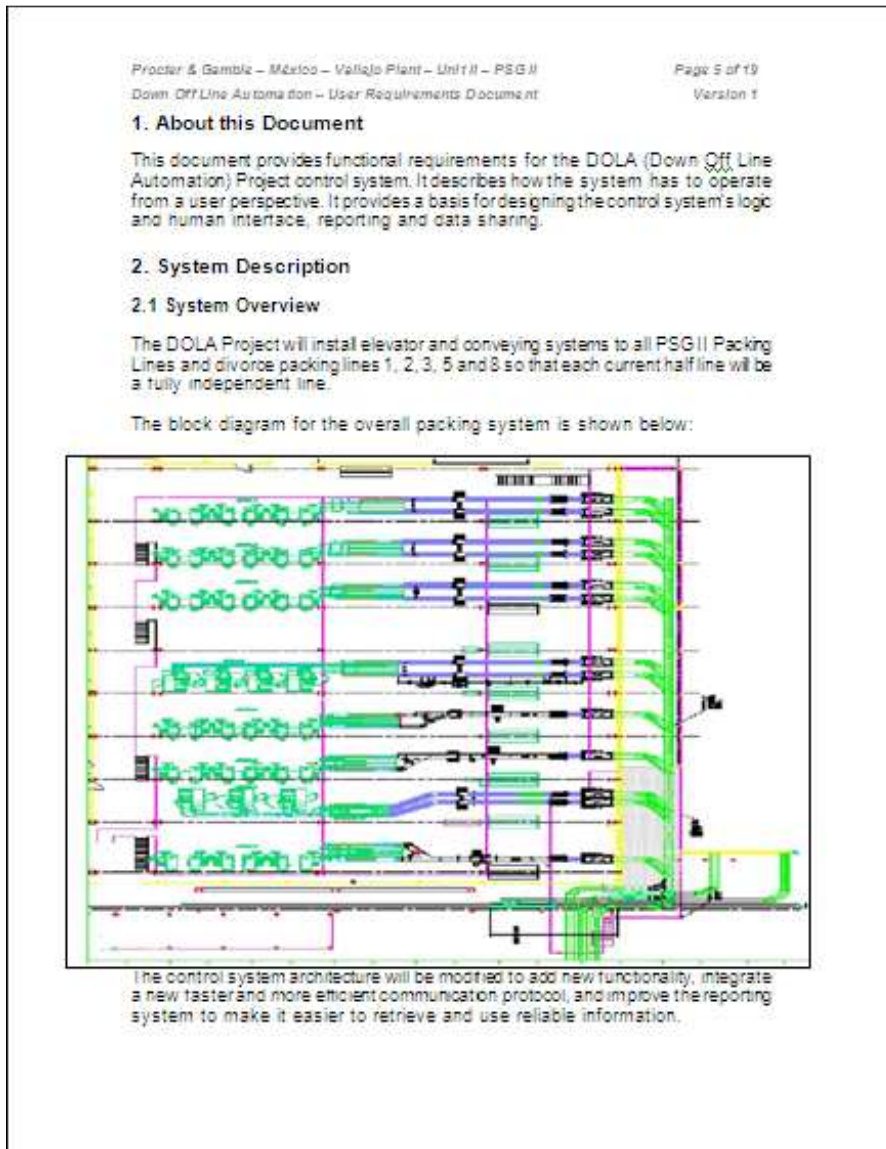 Procter & Gamble – México – Vallejo Plant – Unit II – PSG II Page 5 of 19
Down Off Line Automation – User Requirements Document Version 1
1. About this Document
This document provides functional requirements for the DOLA (Down Off Line
Automation) Project control system. It describes how the system has to operate
from a user perspective. It provides a basis for designing the control system's logic
and human interface, reporting and data sharing.
2. System Description
2.1 System Overview
The DOLA Project will install elevator and conveying systems to all PSG II Packing
Lines and divorce packing lines 1, 2, 3, 5 and 8 so that each current half line will be
a fully independent line.
The block diagram for the overall packing system is shown below:
The control system architecture will be modified to add new functionality, integrate
a new faster and more efficient communication protocol, and improve the reporting
system to make it easier to retrieve and use reliable information.